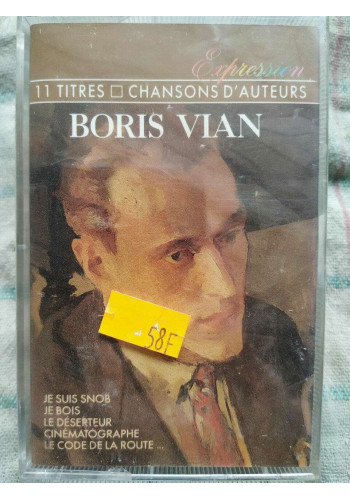 Expression
11 TITRES □ CHANSONS D'AUTEURS
BORIS VIAN
58F
JE SUIS SNOB
JE BOIS
LE DÉSERTEUR
CINÉMATOGRAPHE
LE CODE DE LA ROUTE ...